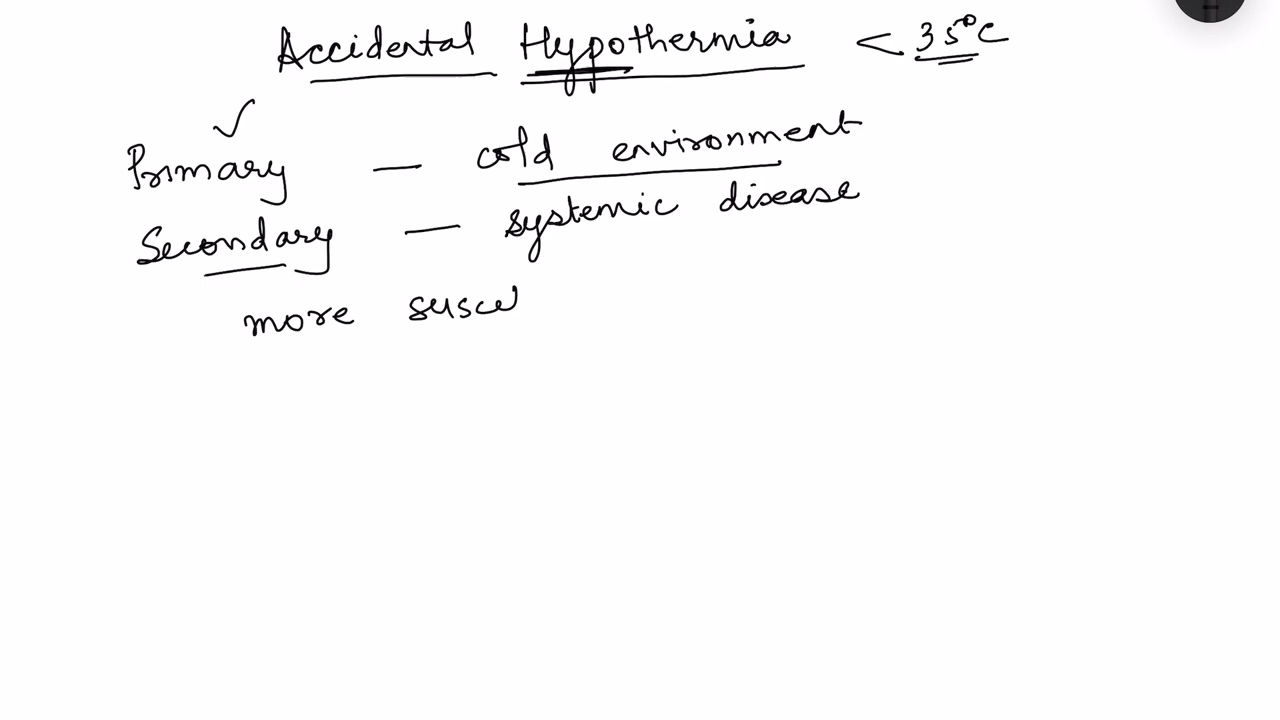 Accidental Hypothermia < 35°C
Primary — cold environment
Secondary — systemic disease
more susce